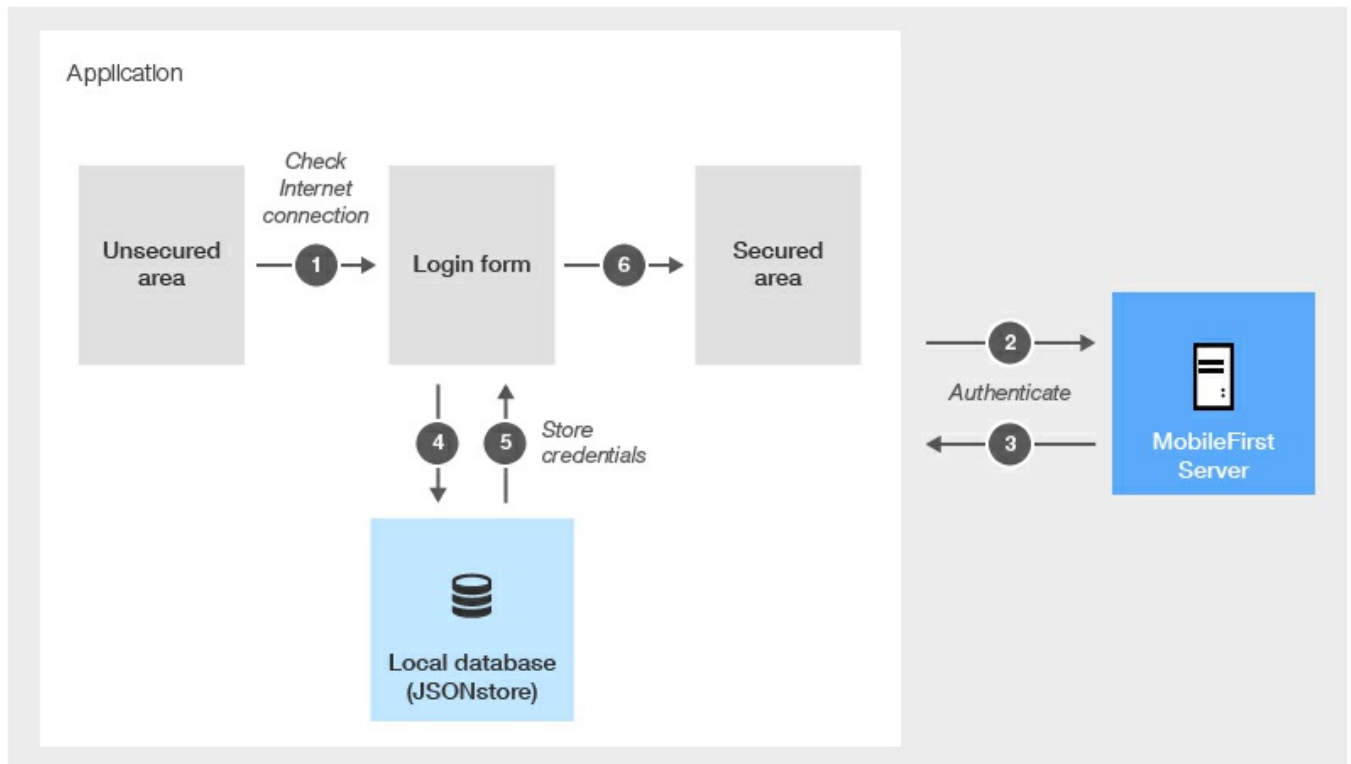 Application
Check
Internet
connection
Unsecured
area
1
Login form
6
Secured
area
2
Authenticate
3
MobileFirst
Server
4
5
Store
credentials
Local database
(JSONstore)